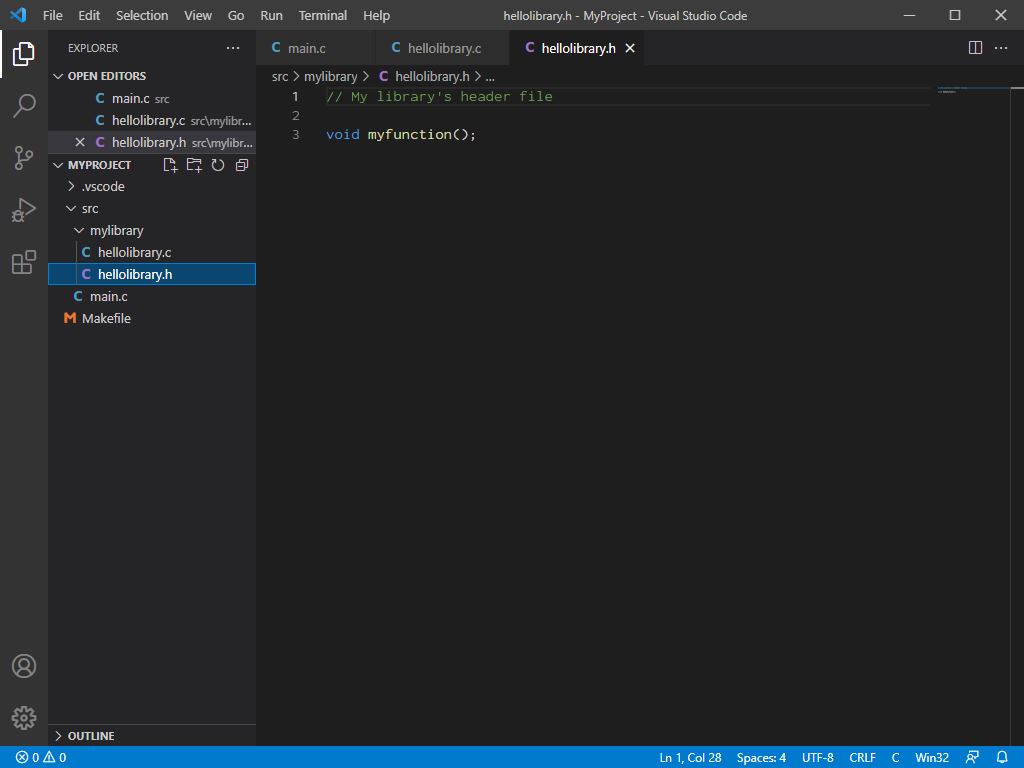 File Edit Selection View Go Run Terminal Help hellolibrary.h - MyProject - Visual Studio Code
EXPLORER
OPEN EDITORS
C main.c src
C hellolibrary.c src\mylibr...
C hellolibrary.h src\mylibr...
MYPROJECT
.vscode
src
mylibrary
C hellolibrary.c
C hellolibrary.h
C main.c
M Makefile
OUTLINE
C main.c C hellolibrary.c C hellolibrary.h
src > mylibrary > C hellolibrary.h > ...
1 // My library's header file
2
3 void myfunction();
0 0 Ln 1, Col 28 Spaces: 4 UTF-8 CRLF C Win32